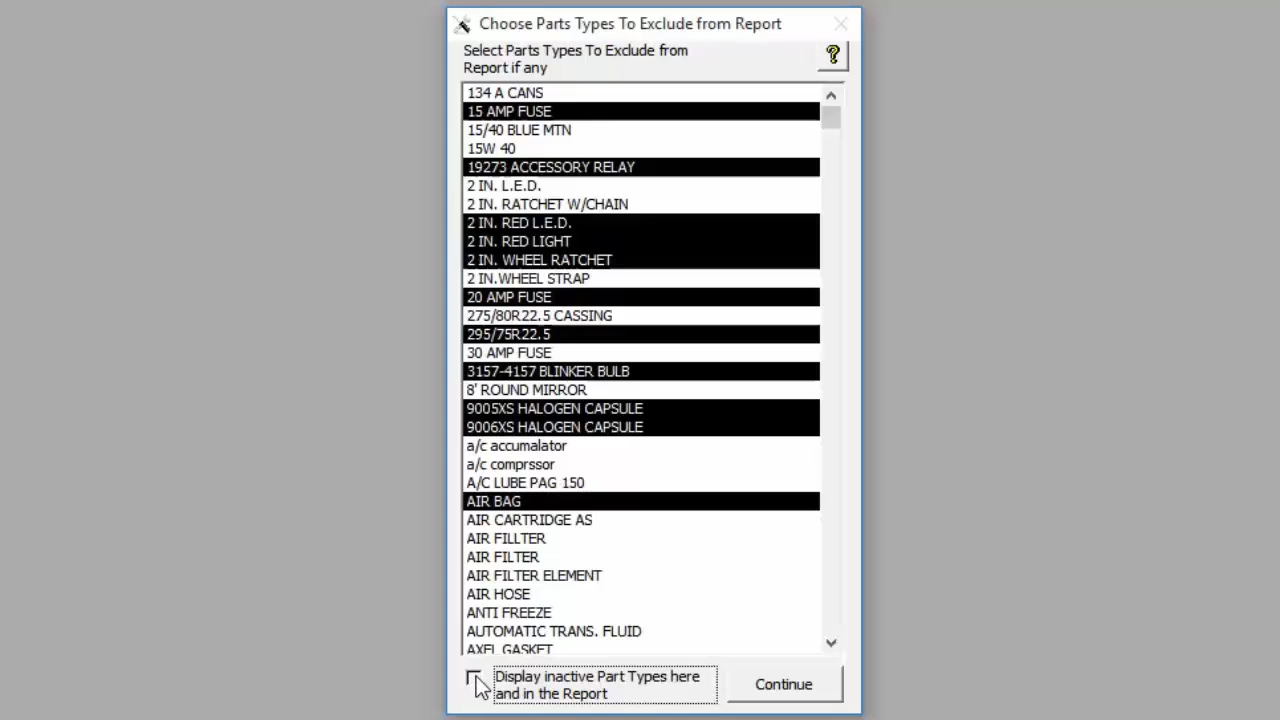 Choose Parts Types To Exclude from Report
Select Parts Types To Exclude from
Report if any
?
134 A CANS
15 AMP FUSE
15/40 BLUE MTN
15W 40
19273 ACCESSORY RELAY
2 IN. L.E.D.
2 IN. RATCHET W/CHAIN
2 IN. RED L.E.D.
2 IN. RED LIGHT
2 IN. WHEEL RATCHET
2 IN.WHEEL STRAP
20 AMP FUSE
275/80R22.5 CASSING
295/75R22.5
30 AMP FUSE
3157-4157 BLINKER BULB
8' ROUND MIRROR
9005XS HALOGEN CAPSULE
9006XS HALOGEN CAPSULE
a/c accumalator
a/c comprssor
A/C LUBE PAG 150
AIR BAG
AIR CARTRIDGE AS
AIR FILLTER
AIR FILTER
AIR FILTER ELEMENT
AIR HOSE
ANTI FREEZE
AUTOMATIC TRANS. FLUID
AXEL GASKET
Display inactive Part Types here
and in the Report
Continue